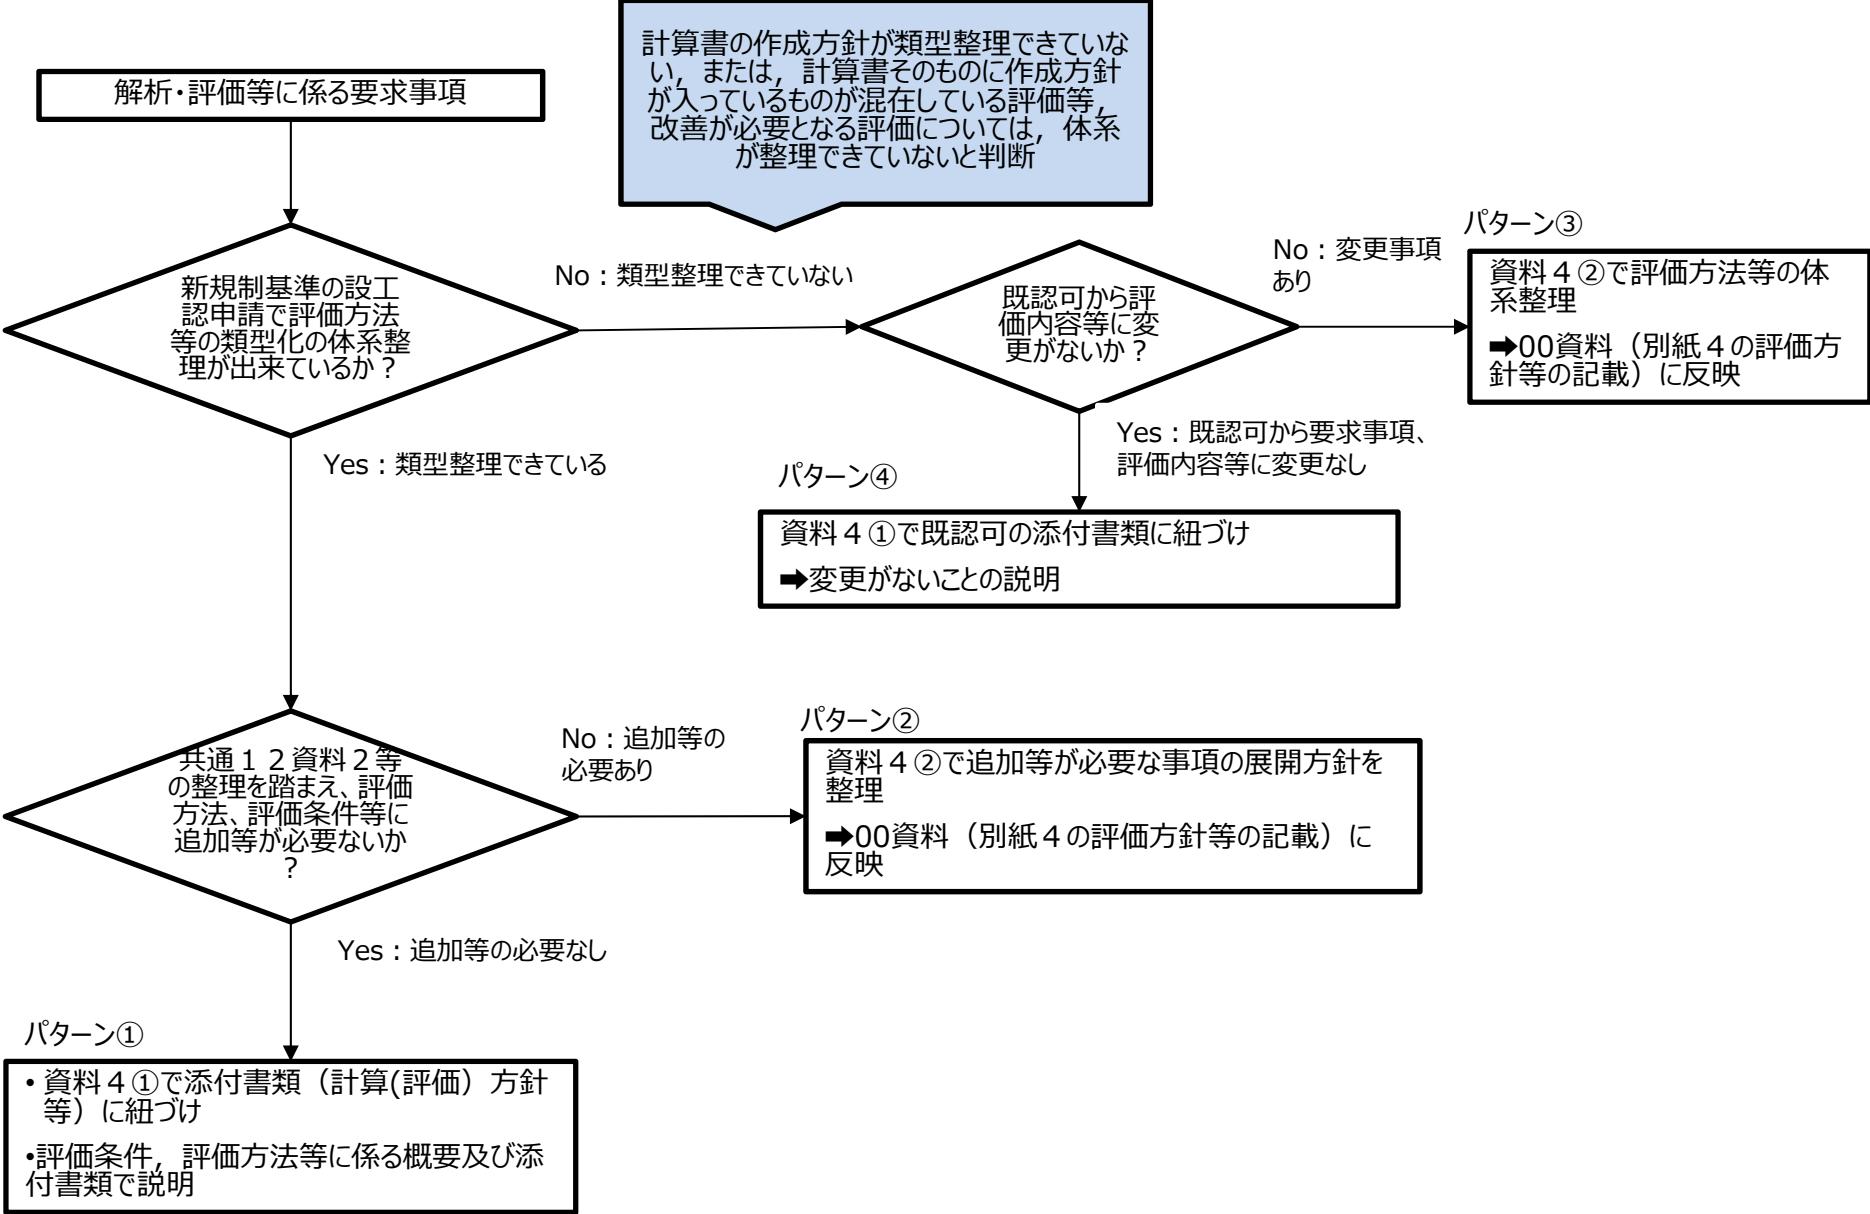 計算書の作成方針が類型整理できていな
い，または，計算書そのものに作成方針
が入っているものが混在している評価等，
改善が必要となる評価については，体系
が整理できていないと判断
解析・評価等に係る要求事項
新規制基準の設工
認申請で評価方法
等の類型化の体系整
理が出来ているか？
No：類型整理できていない
既認可から評
価内容等に変
更がないか？
No：変更事項
あり
パターン③
資料４②で評価方法等の体
系整理
➡00資料（別紙４の評価方
針等の記載）に反映
Yes：既認可から要求事項、
評価内容等に変更なし
パターン④
資料４①で既認可の添付書類に紐づけ
➡変更がないことの説明
Yes：類型整理できている
共通１２資料２等
の整理を踏まえ、評価
方法、評価条件等に
追加等が必要ないか
？
No：追加等の
必要あり
パターン②
資料４②で追加等が必要な事項の展開方針を
整理
➡00資料（別紙４の評価方針等の記載）に
反映
Yes：追加等の必要なし
パターン①
• 資料４①で添付書類（計算(評価）方針
等）に紐づけ
•評価条件，評価方法等に係る概要及び添
付書類で説明